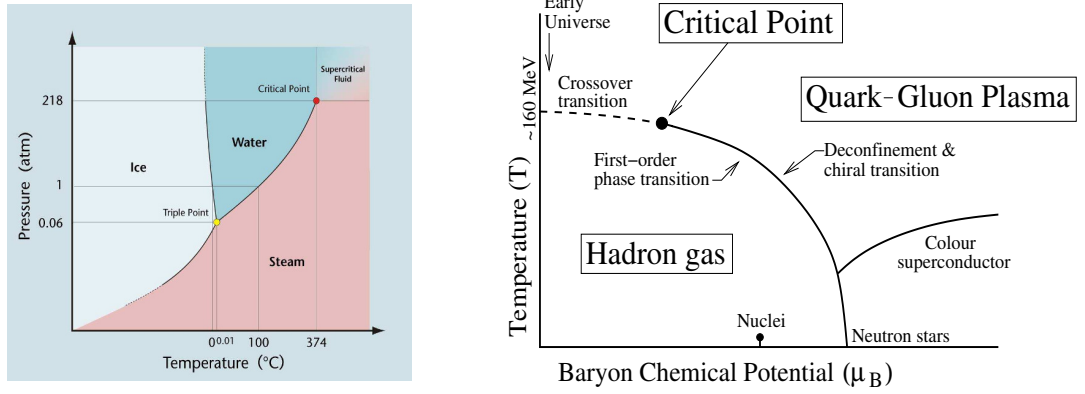 Pressure (atm)
218
1
0.06
Ice
Water
Steam
Supercritical
Fluid
Critical Point
Triple Point
0
0.01
100
374
Temperature (°C)
Early
Universe
Critical Point
Crossover
transition
~160 MeV
Quark-Gluon Plasma
First-order
phase transition
Deconfinement &
chiral transition
Temperature (T)
Hadron gas
Colour
superconductor
Nuclei
Neutron stars
Baryon Chemical Potential (μB)